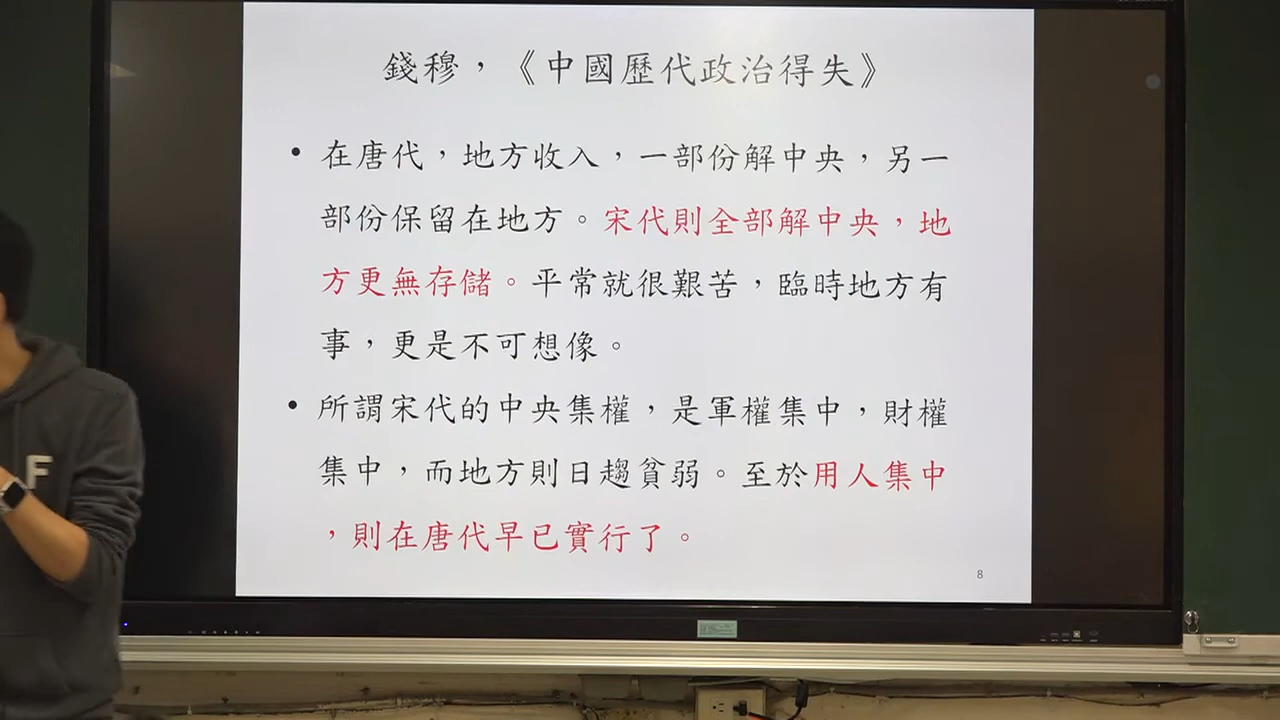 錢穆，《中國歷代政治得失》
• 在唐代，地方收入，一部份解中央，另一
部份保留在地方。宋代則全部解中央，地
方更無存儲。平常就很艱苦，臨時地方有
事，更是不可想像。
• 所謂宋代的中央集權，是軍權集中，財權
集中，而地方則日趨貧弱。至於用人集中
，則在唐代早已實行了。
8
F